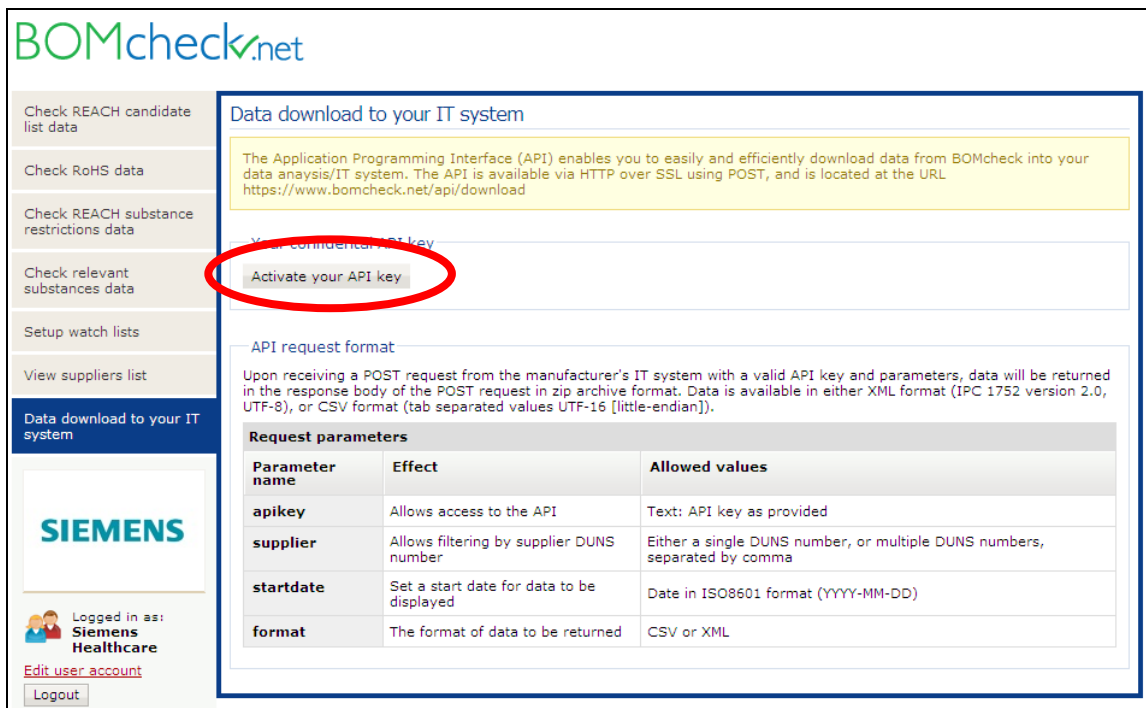 BOMcheck.net
Check REACH candidate
list data
Check RoHS data
Check REACH substance
restrictions data
Check relevant
substances data
Setup watch lists
View suppliers list
Data download to your IT
system
SIEMENS
Logged in as:
Siemens
Healthcare
Edit user account
Logout
Data download to your IT system
The Application Programming Interface (API) enables you to easily and efficiently download data from BOMcheck into your
data anaysis/IT system. The API is available via HTTP over SSL using POST, and is located at the URL
https://www.bomcheck.net/api/download
Your confidental API key
Activate your API key
API request format
Upon receiving a POST request from the manufacturer's IT system with a valid API key and parameters, data will be returned
in the response body of the POST request in zip archive format. Data is available in either XML format (IPC 1752 version 2.0,
UTF-8), or CSV format (tab separated values UTF-16 [little-endian]).
Request parameters
Parameter
name
Effect
Allowed values
apikey
Allows access to the API
Text: API key as provided
supplier
Allows filtering by supplier DUNS
number
Either a single DUNS number, or multiple DUNS numbers,
separated by comma
startdate
Set a start date for data to be
displayed
Date in ISO8601 format (YYYY-MM-DD)
format
The format of data to be returned
CSV or XML